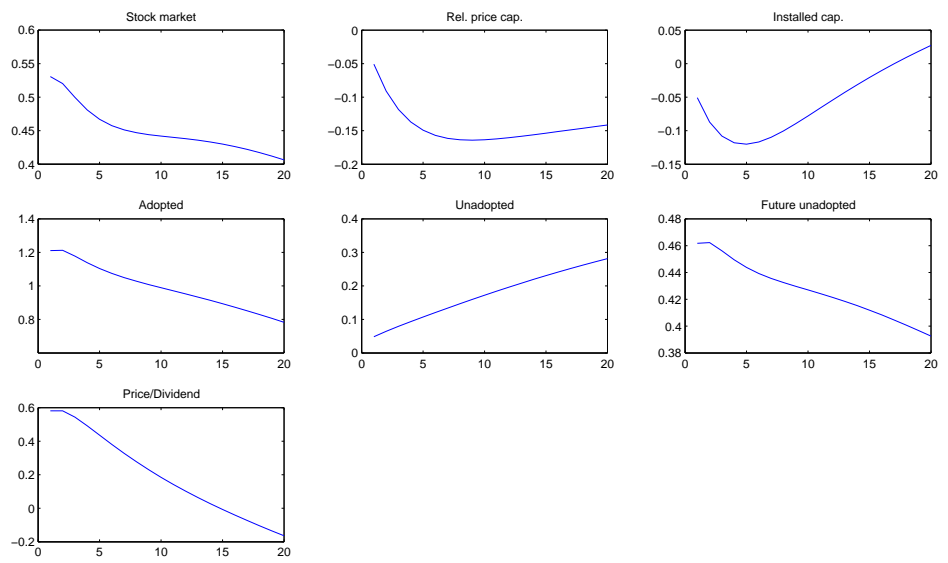 Stock market
0.6
0.55
0.5
0.45
0.4
0 5 10 15 20
Rel. price cap.
0
−0.05
−0.1
−0.15
−0.2
0 5 10 15 20
Installed cap.
0.05
0
−0.05
−0.1
−0.15
0 5 10 15 20
Adopted
1.4
1.2
1
0.8
0 5 10 15 20
Unadopted
0.4
0.3
0.2
0.1
0
0 5 10 15 20
Future unadopted
0.48
0.46
0.44
0.42
0.4
0.38
0 5 10 15 20
Price/Dividend
0.6
0.4
0.2
0
−0.2
0 5 10 15 20